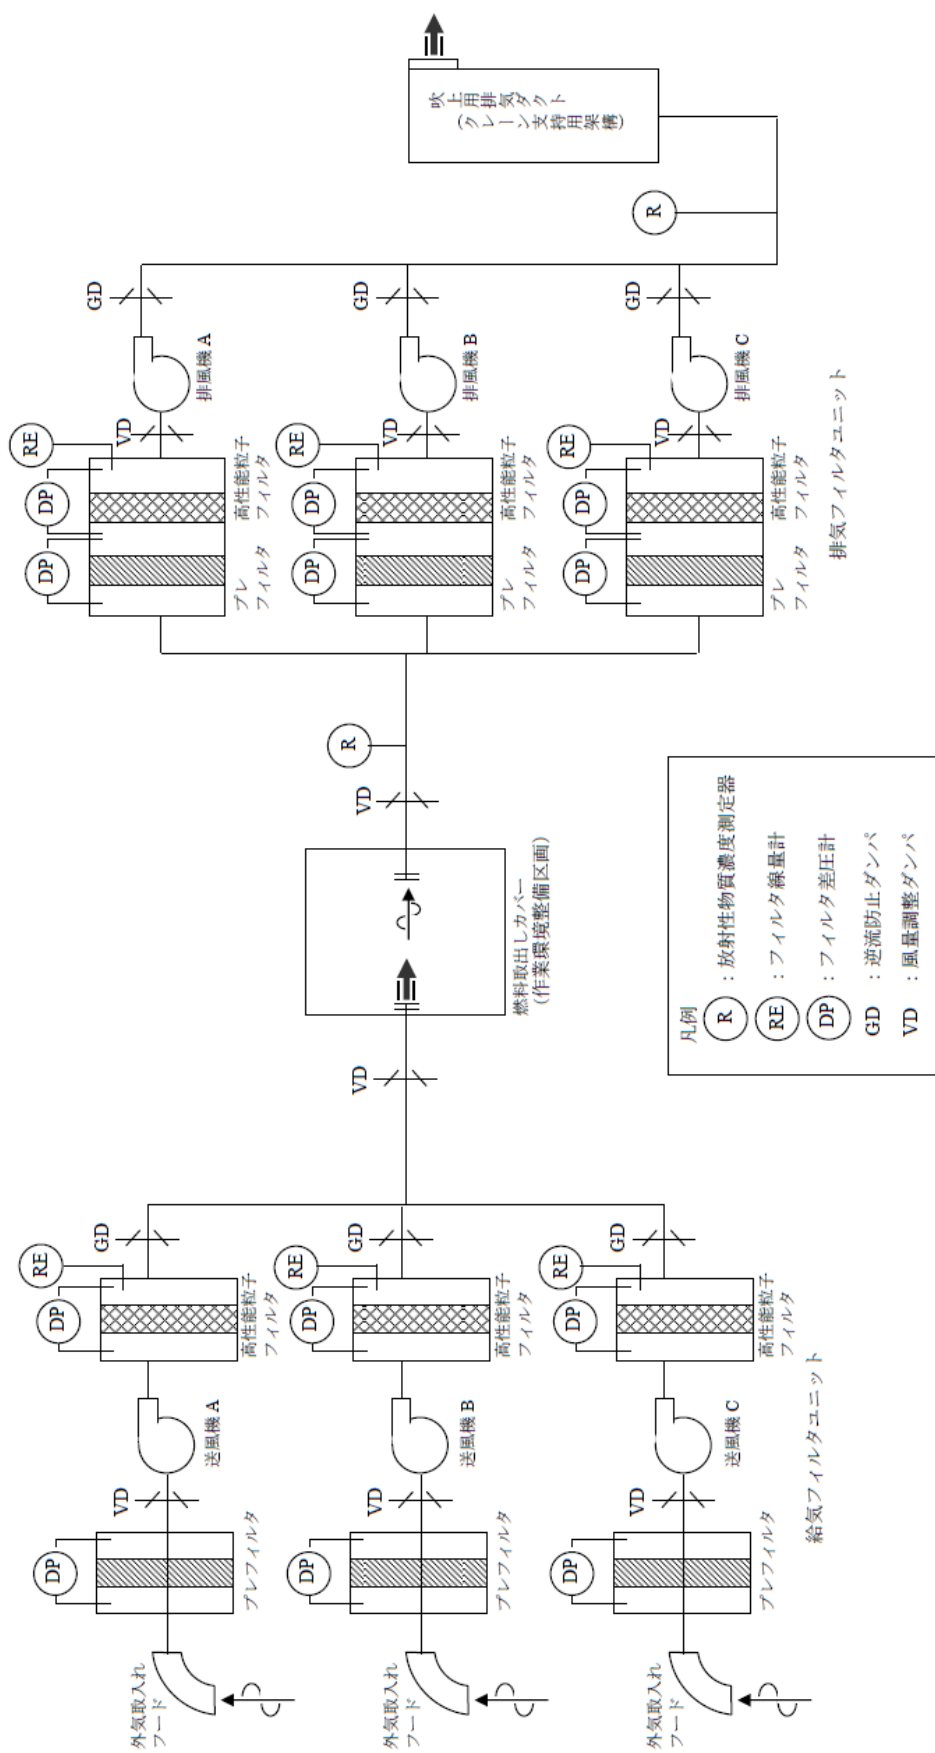 外気取入れ
フード
DP
プレフィルタ
VD
送風機 A
DP
RE
高性能粒子
フィルタ
GD
外気取入れ
フード
DP
プレフィルタ
VD
送風機 B
DP
RE
高性能粒子
フィルタ
GD
外気取入れ
フード
DP
プレフィルタ
VD
送風機 C
DP
RE
高性能粒子
フィルタ
GD
給気フィルタユニット
VD
燃料取出しカバー
(作業環境整備区画)
VD
R
DP
DP
RE
プレ
フィルタ
高性能粒子
フィルタ
VD
排風機 A
GD
DP
DP
RE
プレ
フィルタ
高性能粒子
フィルタ
VD
排風機 B
GD
DP
DP
RE
プレ
フィルタ
高性能粒子
フィルタ
VD
排風機 C
GD
排気フィルタユニット
R
吹上用排気ダクト
(クレーン支持用架構)
凡例
R : 放射性物質濃度測定器
RE : フィルタ線量計
DP : フィルタ差圧計
GD : 逆流防止ダンパ
VD : 風量調整ダンパ